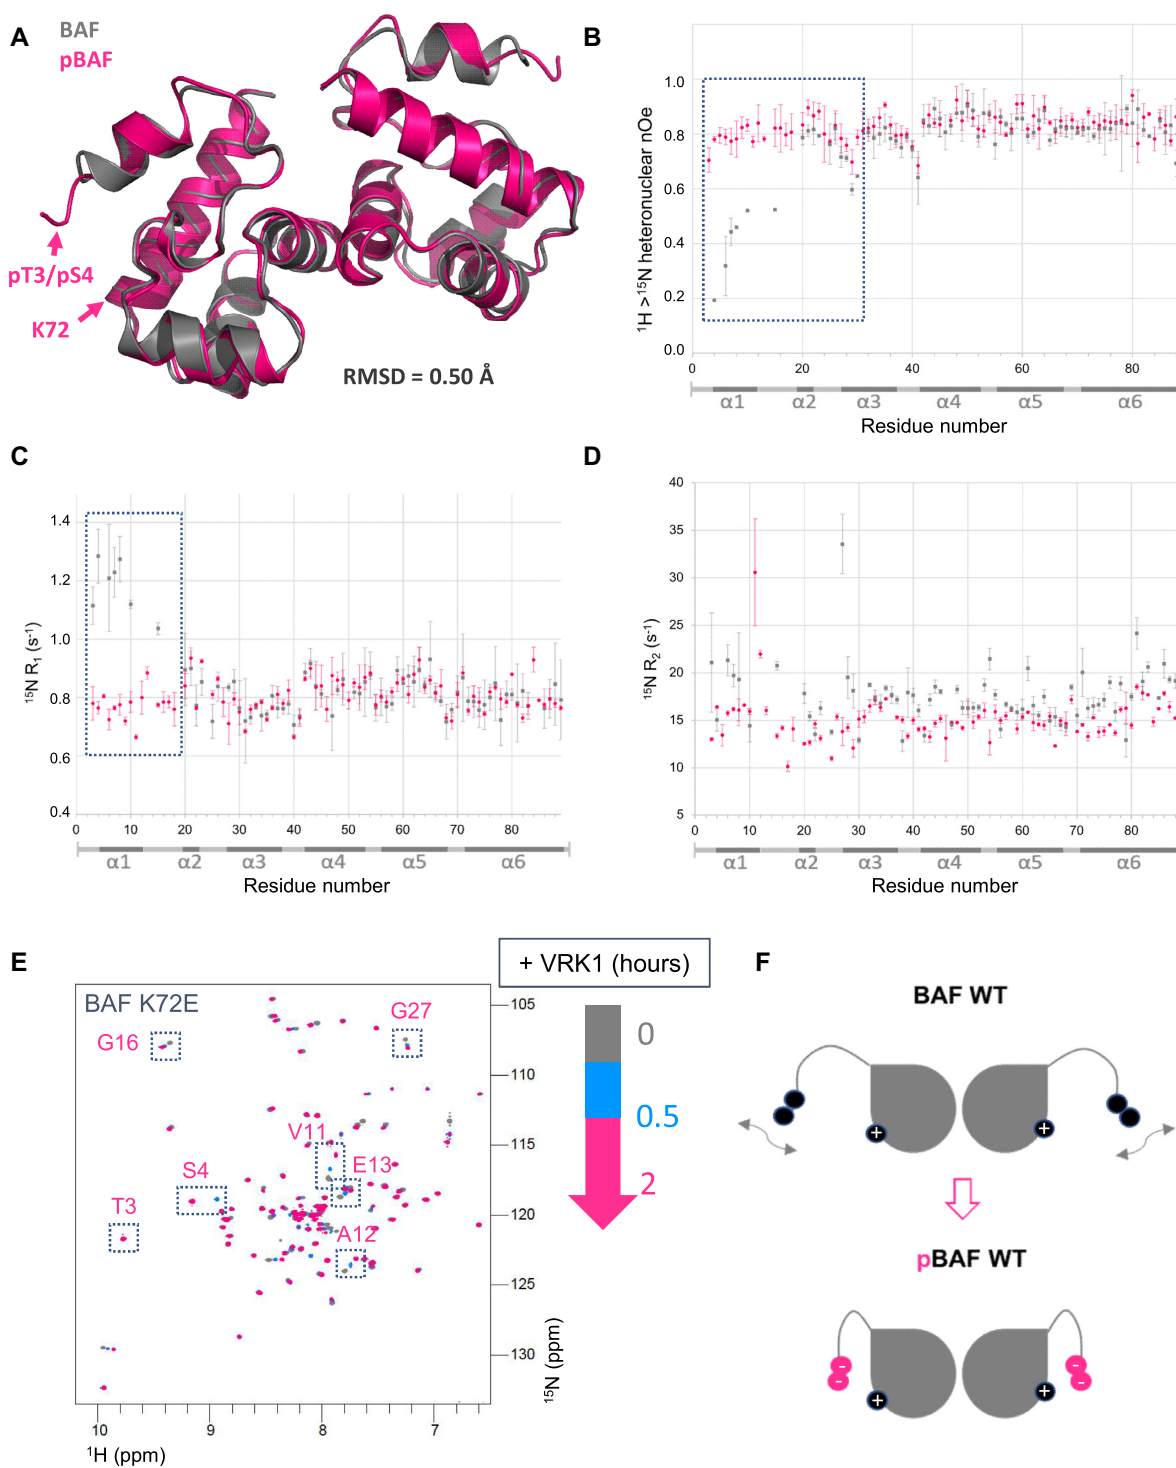 A
BAF
pBAF
pT3/pS4
K72
RMSD = 0.50 Å
B
¹H >¹⁵N heteronuclear nOe
1.0
0.8
0.6
0.4
0.2
0.0
0 20 40 60 80
α1 α2 α3 α4 α5 α6
Residue number
C
¹⁵N R₁ (s⁻¹)
1.4
1.2
1.0
0.8
0.6
0.4
0 10 20 30 40 50 60 70 80
α1 α2 α3 α4 α5 α6
Residue number
D
¹⁵N R₂ (s⁻¹)
40
35
30
25
20
15
10
5
0 10 20 30 40 50 60 70 80
α1 α2 α3 α4 α5 α6
Residue number
E
BAF K72E
G16
G27
V11
E13
S4
T3
A12
105
110
115
120
125
130
¹⁵N (ppm)
10 9 8 7
¹H (ppm)
+ VRK1 (hours)
0
0.5
2
F
BAF WT
+ +
pBAF WT
- + + -
- -